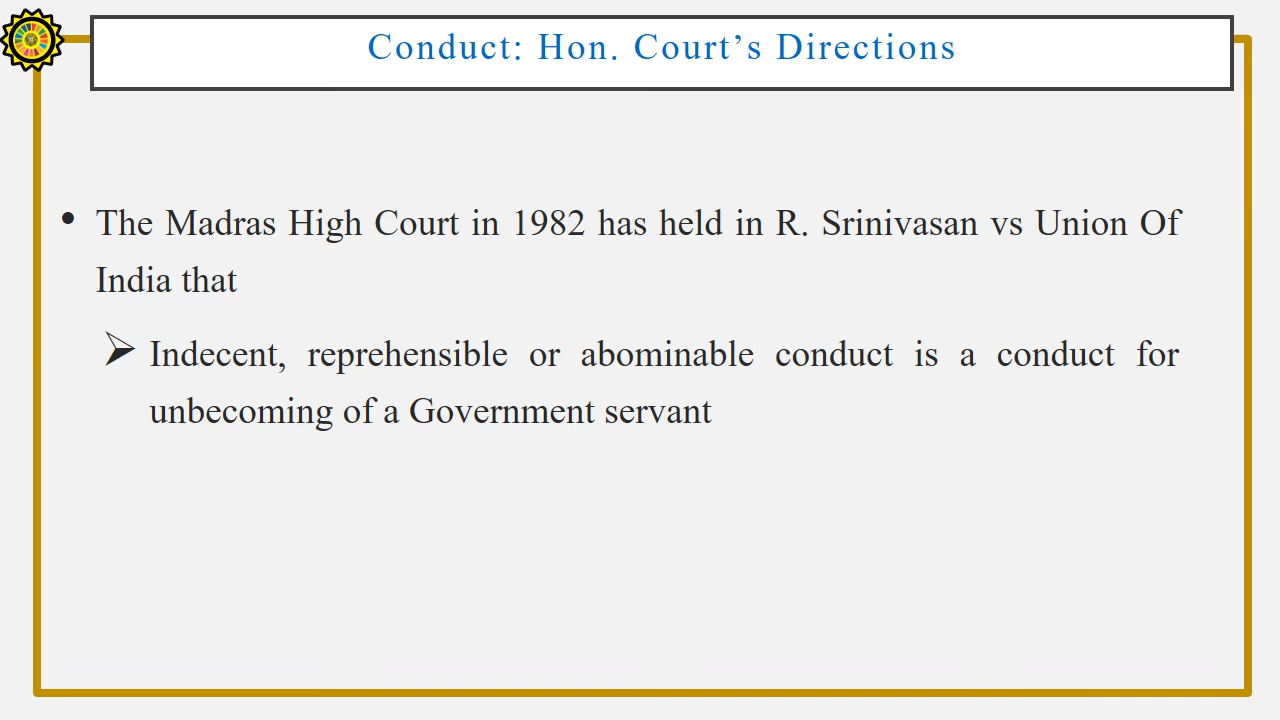 Conduct: Hon. Court’s Directions
• The Madras High Court in 1982 has held in R. Srinivasan vs Union Of
India that
➢ Indecent, reprehensible or abominable conduct is a conduct for
unbecoming of a Government servant